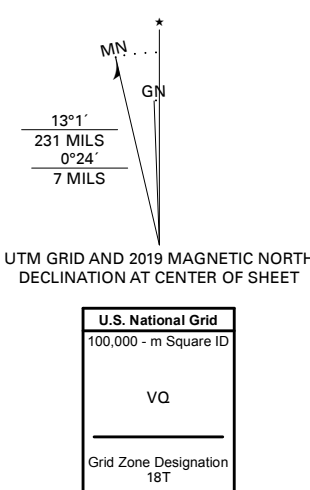 ★
MN
GN
13°1´
231 MILS
0°24´
7 MILS
UTM GRID AND 2019 MAGNETIC NORTH
DECLINATION AT CENTER OF SHEET
U.S. National Grid
100,000 - m Square ID
VQ
Grid Zone Designation
18T